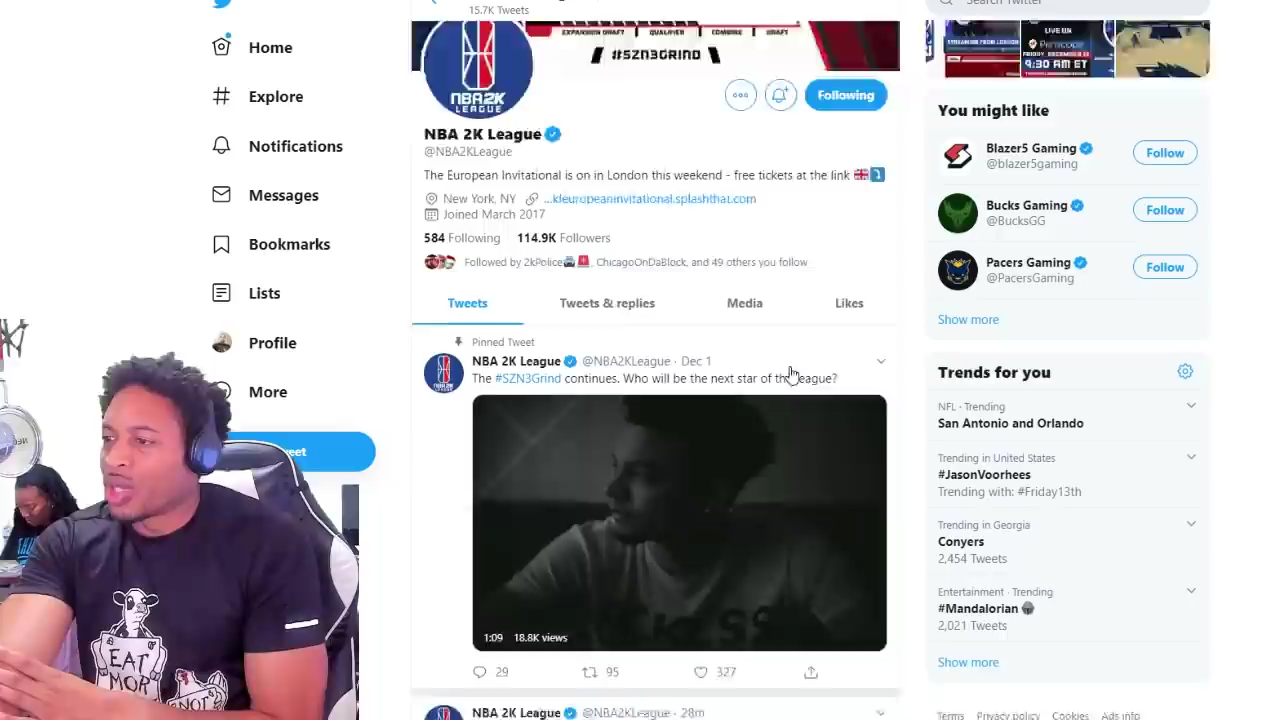 15.7K Tweets
Home
Explore
Notifications
Messages
Bookmarks
Lists
Profile
More
EXPANSION DRAFT
QUALIFIER
COMBINE
DRAFT
#SZN3GRIND
NBA2K
LEAGUE
Following
NBA 2K League
@NBA2KLeague
The European Invitational is on in London this weekend - free tickets at the link
New York, NY
...kleuropeaninvitational.splashthat.com
Joined March 2017
584 Following 114.9K Followers
Followed by 2kPolice, ChicagoOnDaBlock, and 49 others you follow
Tweets
Tweets & replies
Media
Likes
Pinned Tweet
NBA 2K League @NBA2KLeague · Dec 1
The #SZN3Grind continues. Who will be the next star of the league?
1:09 18.8K views
29
95
327
NBA 2K League @NBA2KLeague · 28m
EAT
MOR
Search Twitter
STREAMING FROM LONDON
LIVE ON
Periscope
9:30 AM ET
You might like
Blazer5 Gaming
@blazer5gaming
Follow
Bucks Gaming
@BucksGG
Follow
Pacers Gaming
@PacersGaming
Follow
Show more
Trends for you
NFL · Trending
San Antonio and Orlando
Trending in United States
#JasonVoorhees
Trending with: #Friday13th
Trending in Georgia
Conyers
2,454 Tweets
Entertainment · Trending
#Mandalorian
2,021 Tweets
Show more
Terms Privacy policy Cookies Ads info